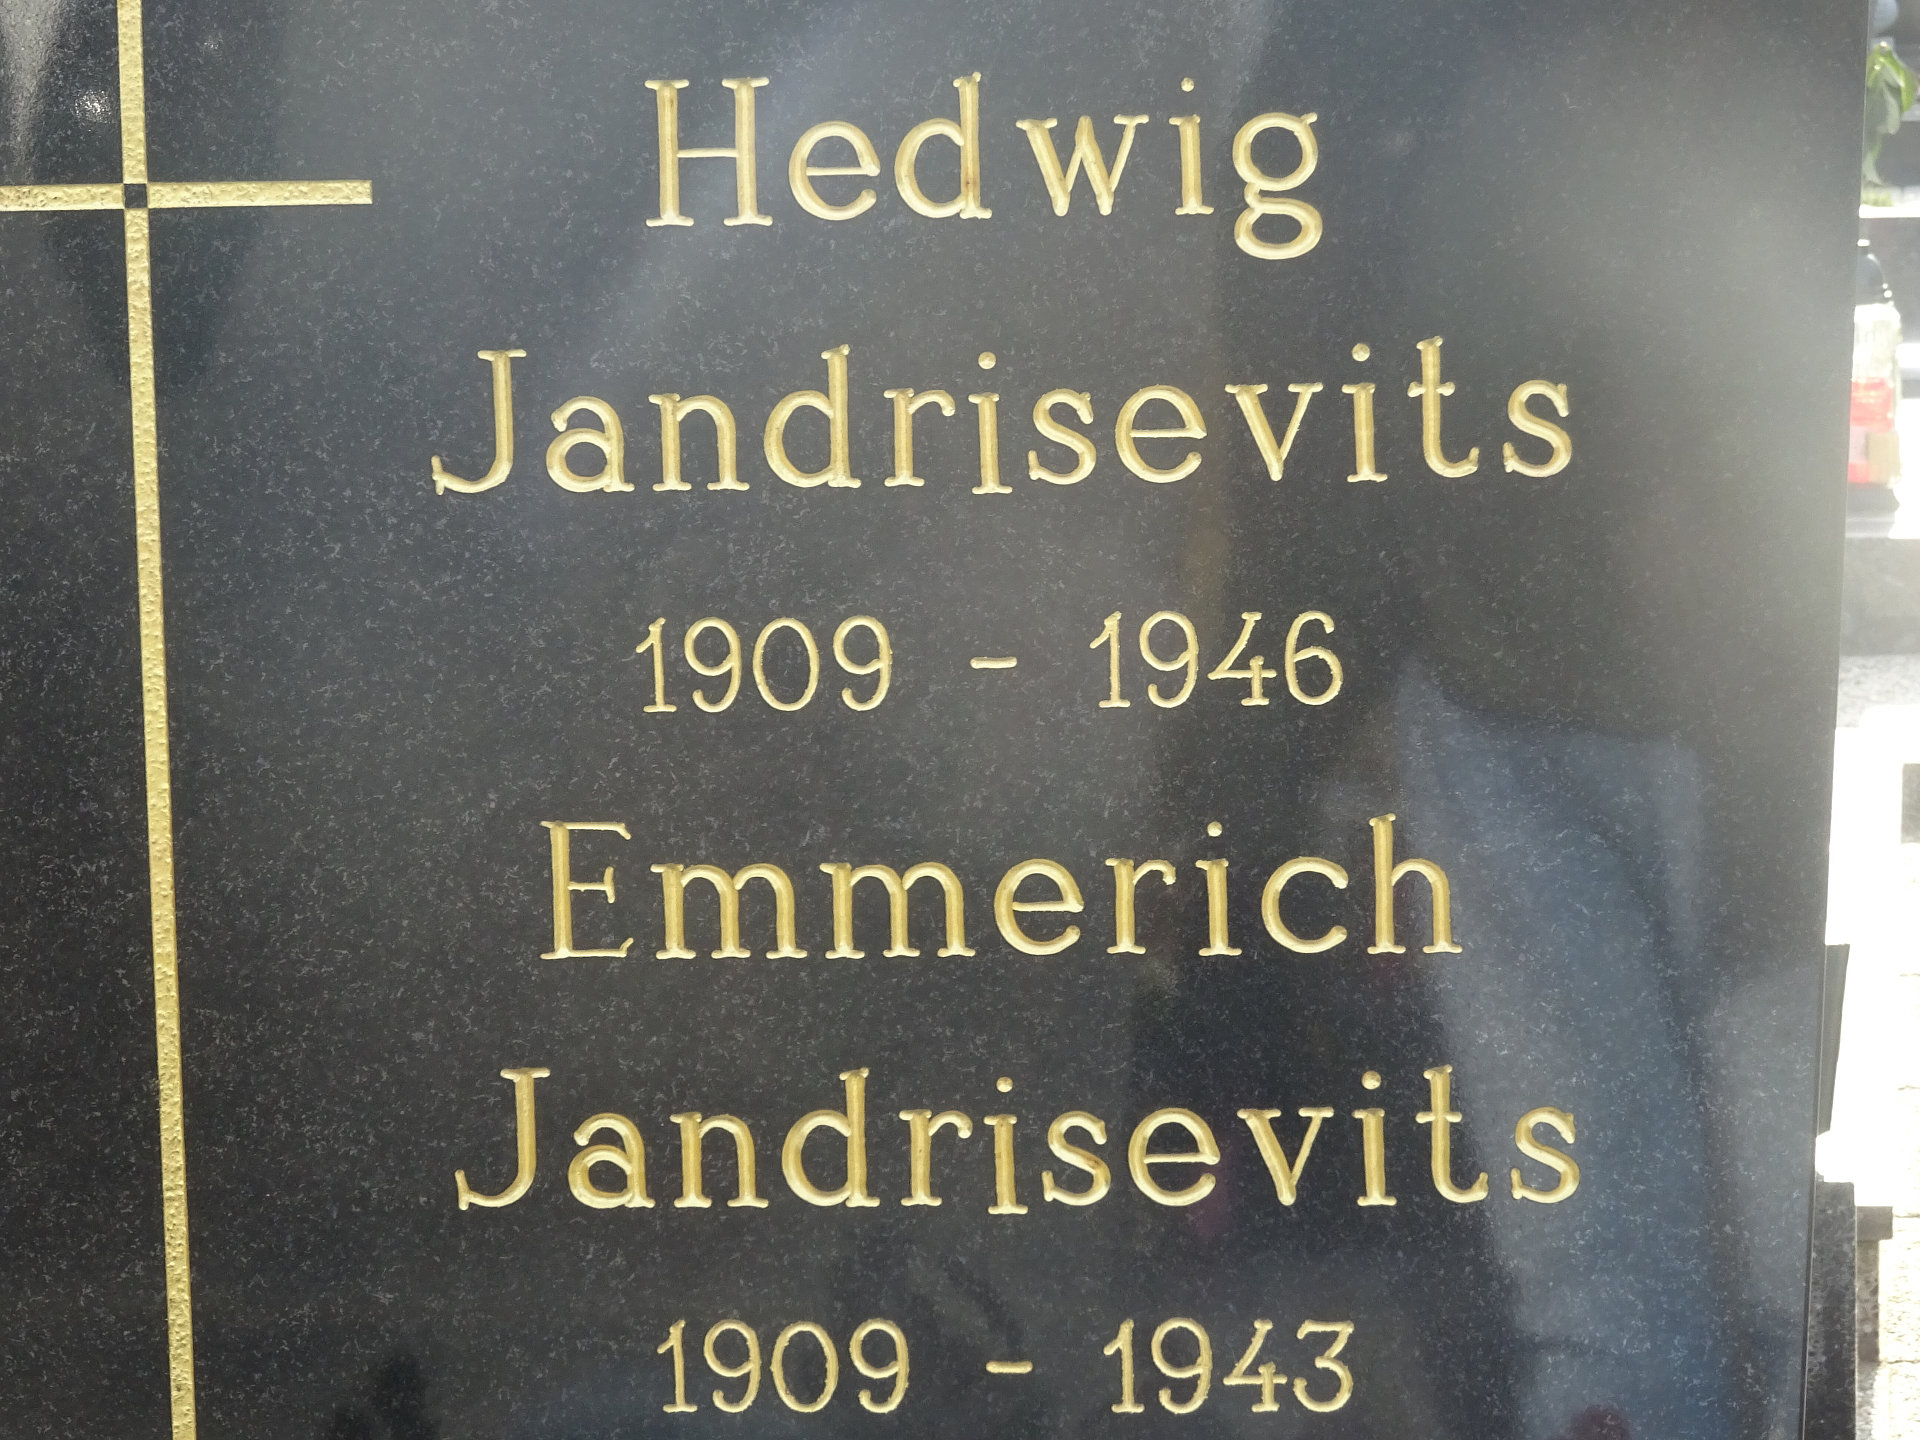 Hedwig
Jandrisevits
1909 - 1946
Emmerich
Jandrisevits
1909 - 1943